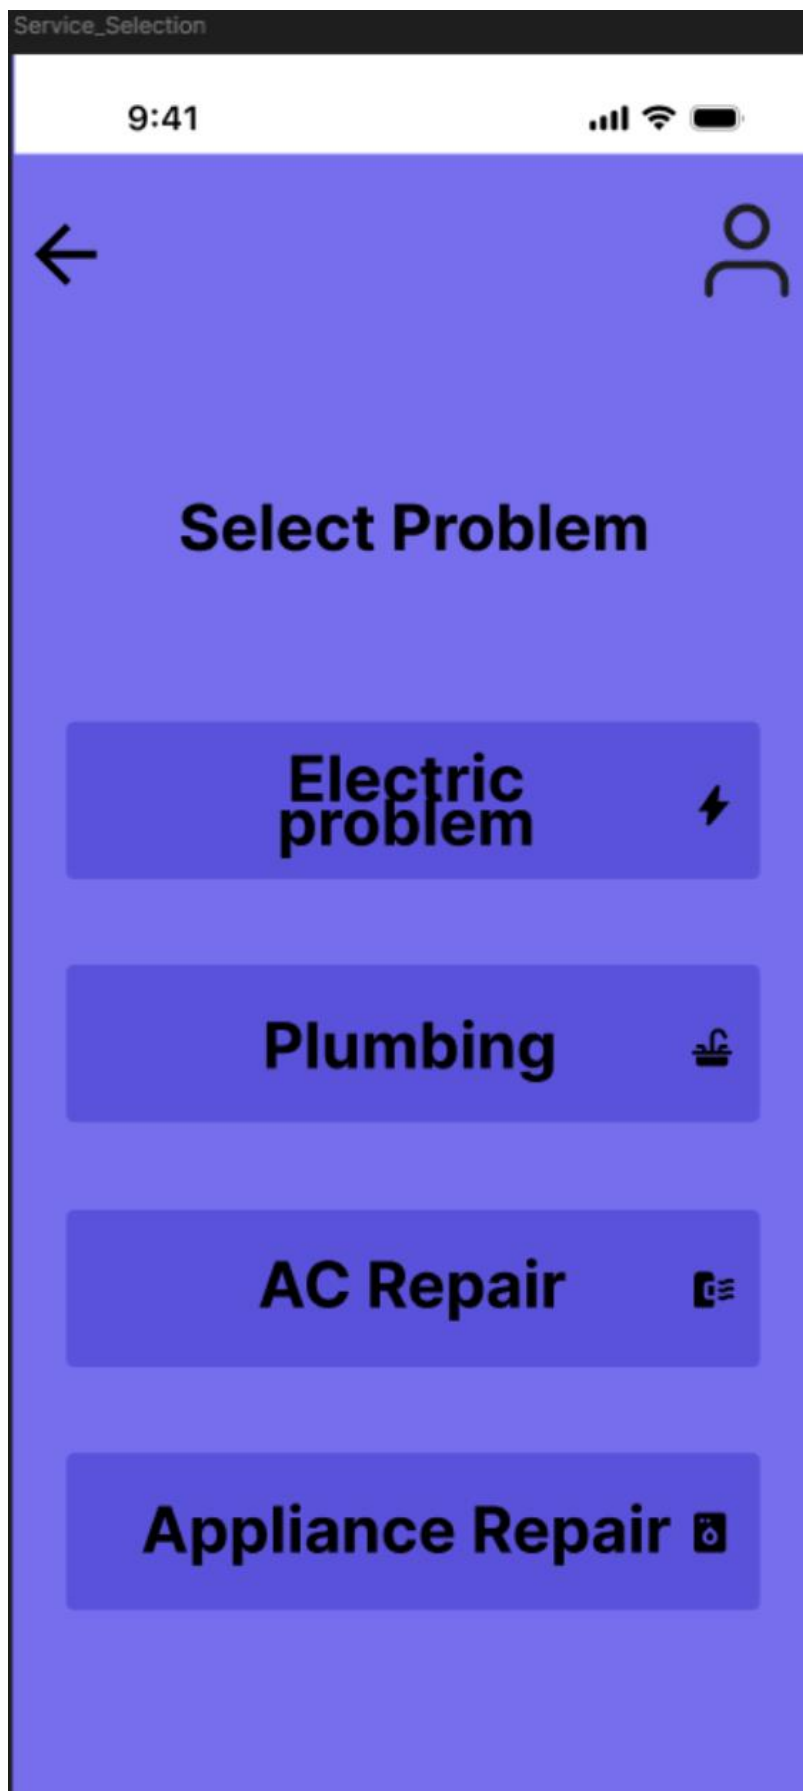 Service_Selection
9:41
Select Problem
Electric
problem
Plumbing
AC Repair
Appliance Repair